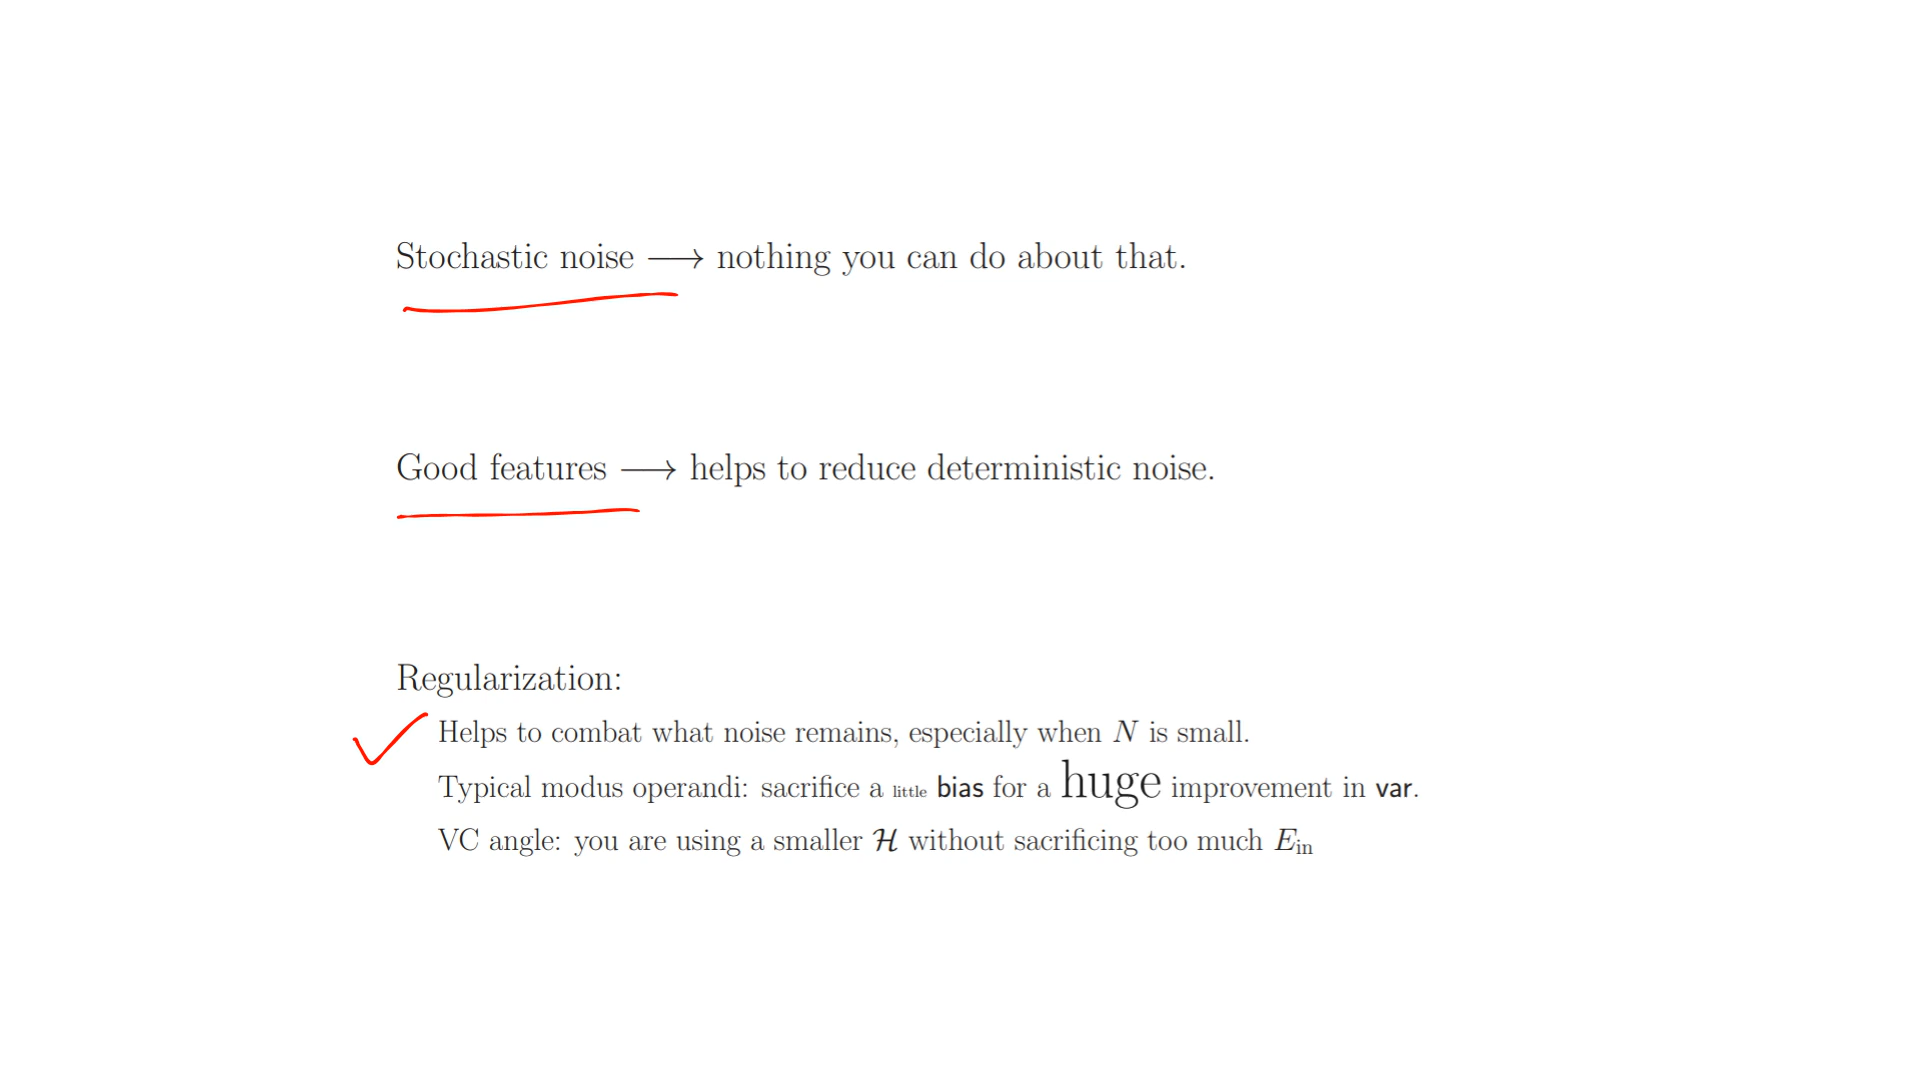 Stochastic noise ⟶ nothing you can do about that.
Good features ⟶ helps to reduce deterministic noise.
Regularization:
Helps to combat what noise remains, especially when N is small.
Typical modus operandi: sacrifice a little bias for a huge improvement in var.
VC angle: you are using a smaller ℋ without sacrificing too much E_in